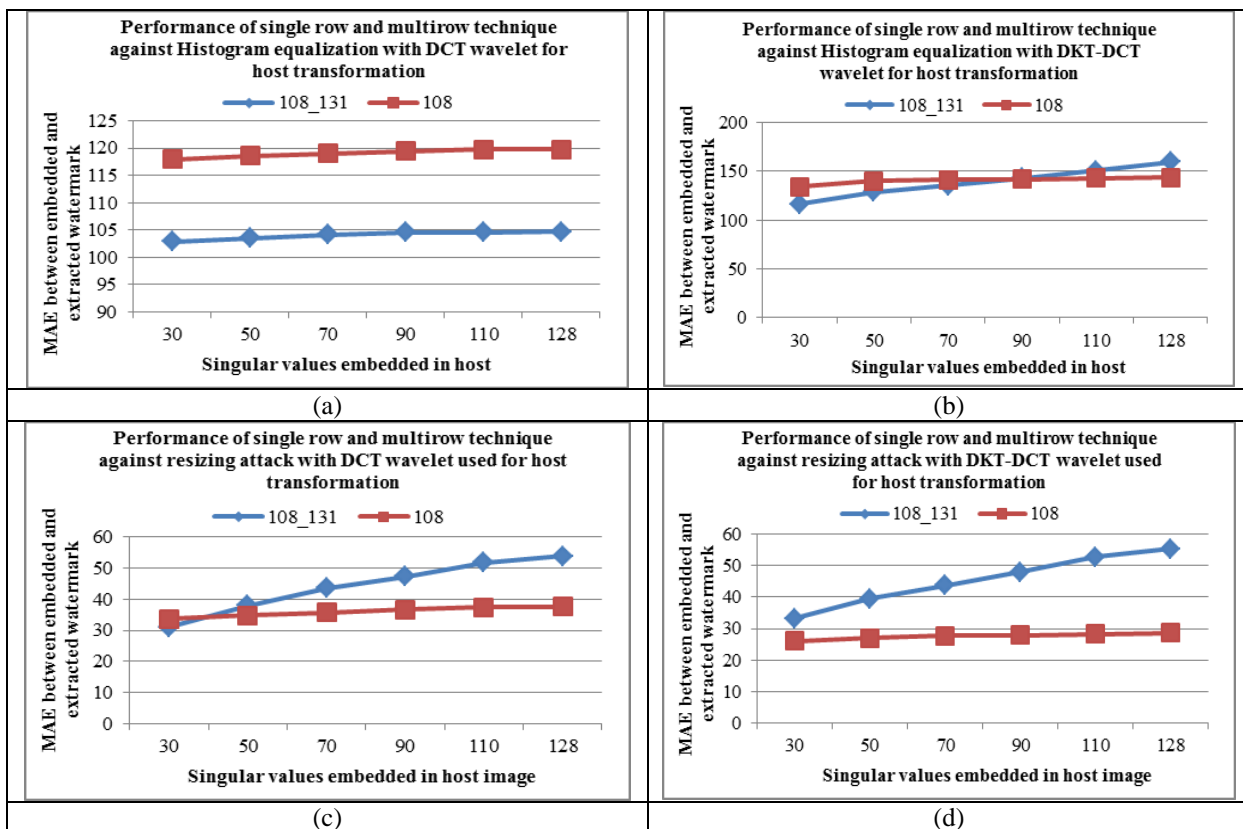 Performance of single row and multirow technique
against Histogram equalization with DCT wavelet for
host transformation
108_131 108
MAE between embedded and
extracted watermark
125
120
115
110
105
100
95
90
30 50 70 90 110 128
Singular values embedded in host
(a)
Performance of single row and multirow technique
against Histogram equalization with DKT-DCT
wavelet for host transformation
108_131 108
MAE between embedded and
extracted watermark
200
150
100
50
0
30 50 70 90 110 128
Singular values embedded in host
(b)
Performance of single row and multirow technique
against resizing attack with DCT wavelet used for host
transformation
108_131 108
MAE between embedded and
extracted watermark
60
50
40
30
20
10
0
30 50 70 90 110 128
Singular values embedded in host image
(c)
Performance of single row and multirow technique
against resizing attack with DKT-DCT wavelet used
for host transformation
108_131 108
MAE between embedded and
extracted watermark
60
50
40
30
20
10
0
30 50 70 90 110 128
Singular values embedded in host image
(d)